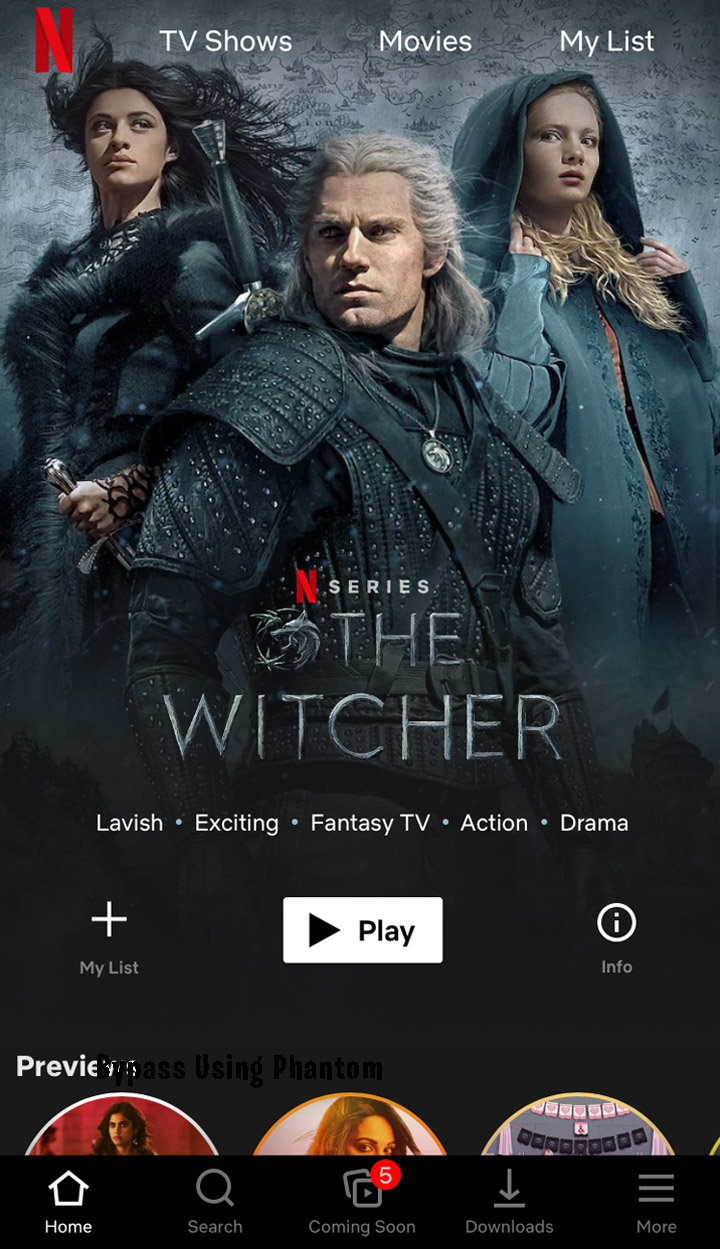 N TV Shows Movies My List
N SERIES
THE
WITCHER
Lavish • Exciting • Fantasy TV • Action • Drama
My List Play Info
Previews
Bypass Using Phantom
5
Home Search Coming Soon Downloads More